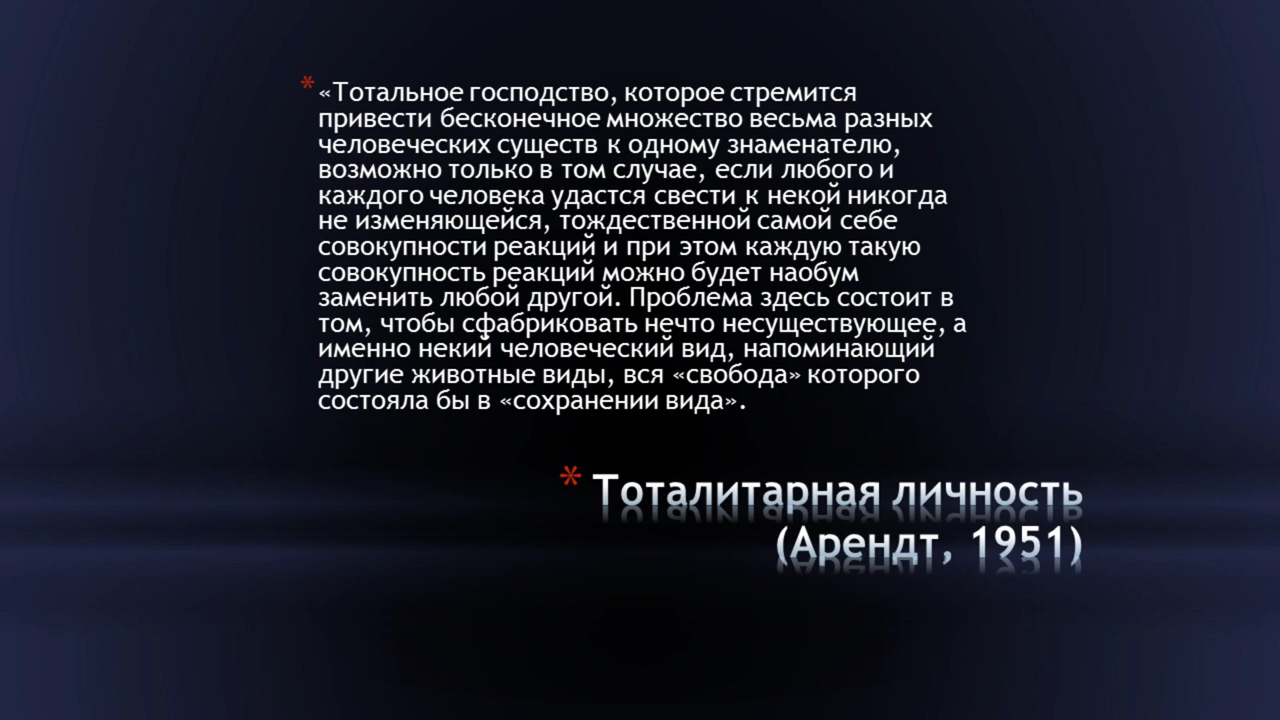 * «Тотальное господство, которое стремится
привести бесконечное множество весьма разных
человеческих существ к одному знаменателю,
возможно только в том случае, если любого и
каждого человека удастся свести к некой никогда
не изменяющейся, тождественной самой себе
совокупности реакций и при этом каждую такую
совокупность реакций можно будет наобум
заменить любой другой. Проблема здесь состоит в
том, чтобы сфабриковать нечто несуществующее, а
именно некий человеческий вид, напоминающий
другие животные виды, вся «свобода» которого
состояла бы в «сохранении вида».
* Тоталитарная личность
(Арендт, 1951)